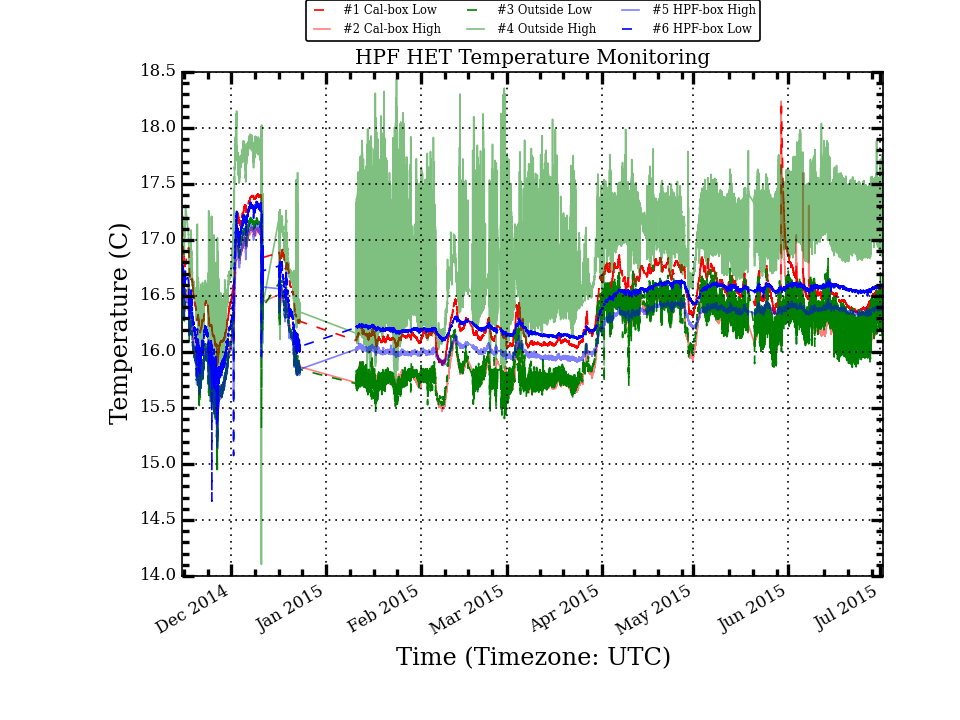 #1 Cal-box Low #3 Outside Low #5 HPF-box High
#2 Cal-box High #4 Outside High #6 HPF-box Low
HPF HET Temperature Monitoring
18.5
18.0
17.5
17.0
16.5
16.0
15.5
15.0
14.5
14.0
Temperature (C)
Dec 2014 Jan 2015 Feb 2015 Mar 2015 Apr 2015 May 2015 Jun 2015 Jul 2015
Time (Timezone: UTC)